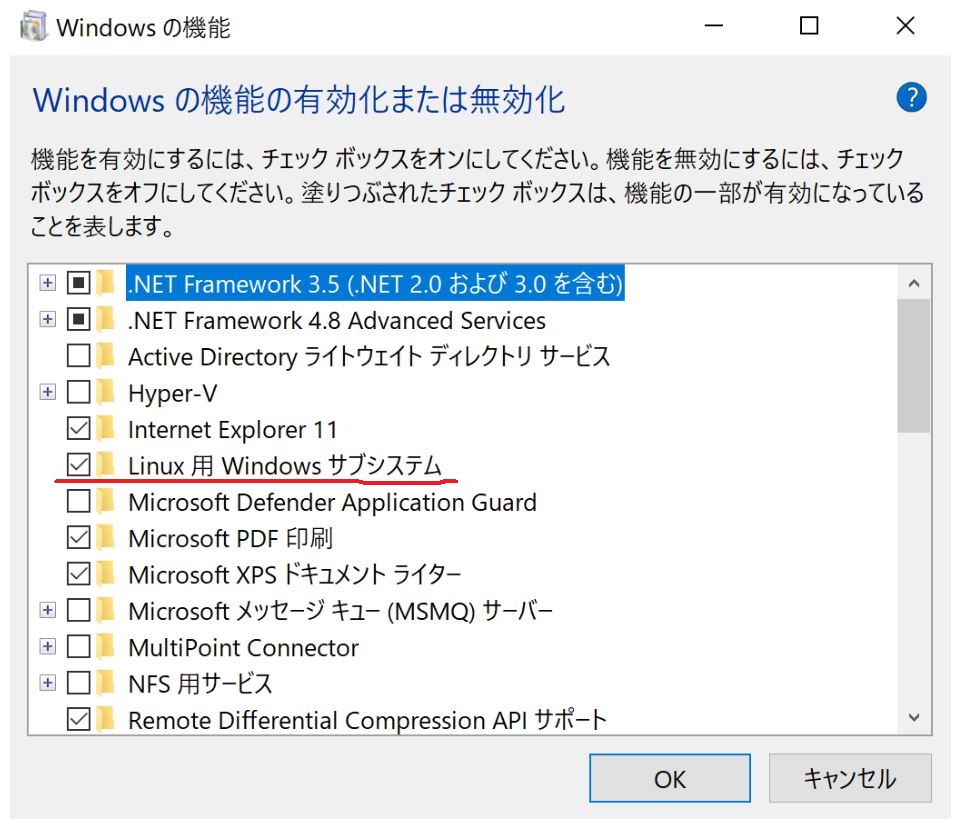 Windows の機能
Windows の機能の有効化または無効化
?
機能を有効にするには、チェック ボックスをオンにしてください。機能を無効にするには、チェック
ボックスをオフにしてください。塗りつぶされたチェック ボックスは、機能の一部が有効になっている
ことを表します。
.NET Framework 3.5 (.NET 2.0 および 3.0 を含む)
.NET Framework 4.8 Advanced Services
Active Directory ライトウェイト ディレクトリ サービス
Hyper-V
Internet Explorer 11
Linux 用 Windows サブシステム
Microsoft Defender Application Guard
Microsoft PDF 印刷
Microsoft XPS ドキュメント ライター
Microsoft メッセージ キュー (MSMQ) サーバー
MultiPoint Connector
NFS 用サービス
Remote Differential Compression API サポート
OK
キャンセル